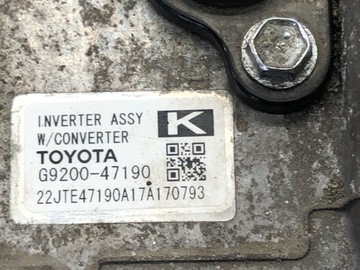 INVERTER ASSY
W/CONVERTER
K
TOYOTA
G9200-47190
22JTE47190A17A170793